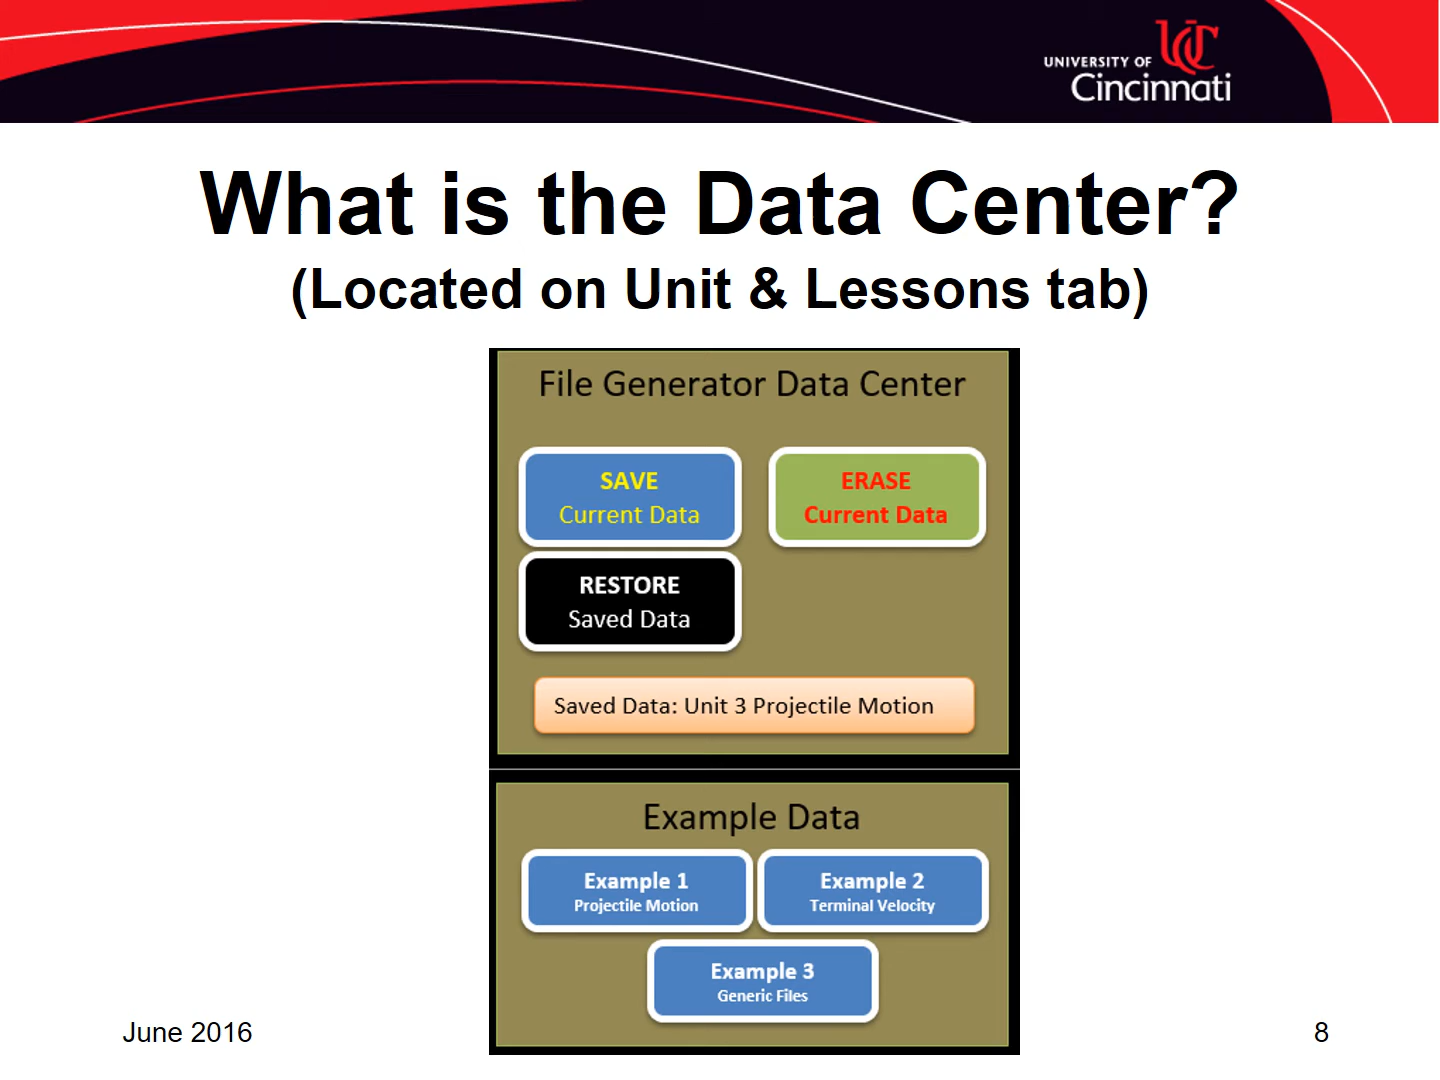 UNIVERSITY OF
UC
Cincinnati
What is the Data Center?
(Located on Unit & Lessons tab)
File Generator Data Center
SAVE
Current Data
ERASE
Current Data
RESTORE
Saved Data
Saved Data: Unit 3 Projectile Motion
Example Data
Example 1
Projectile Motion
Example 2
Terminal Velocity
Example 3
Generic Files
June 2016
8